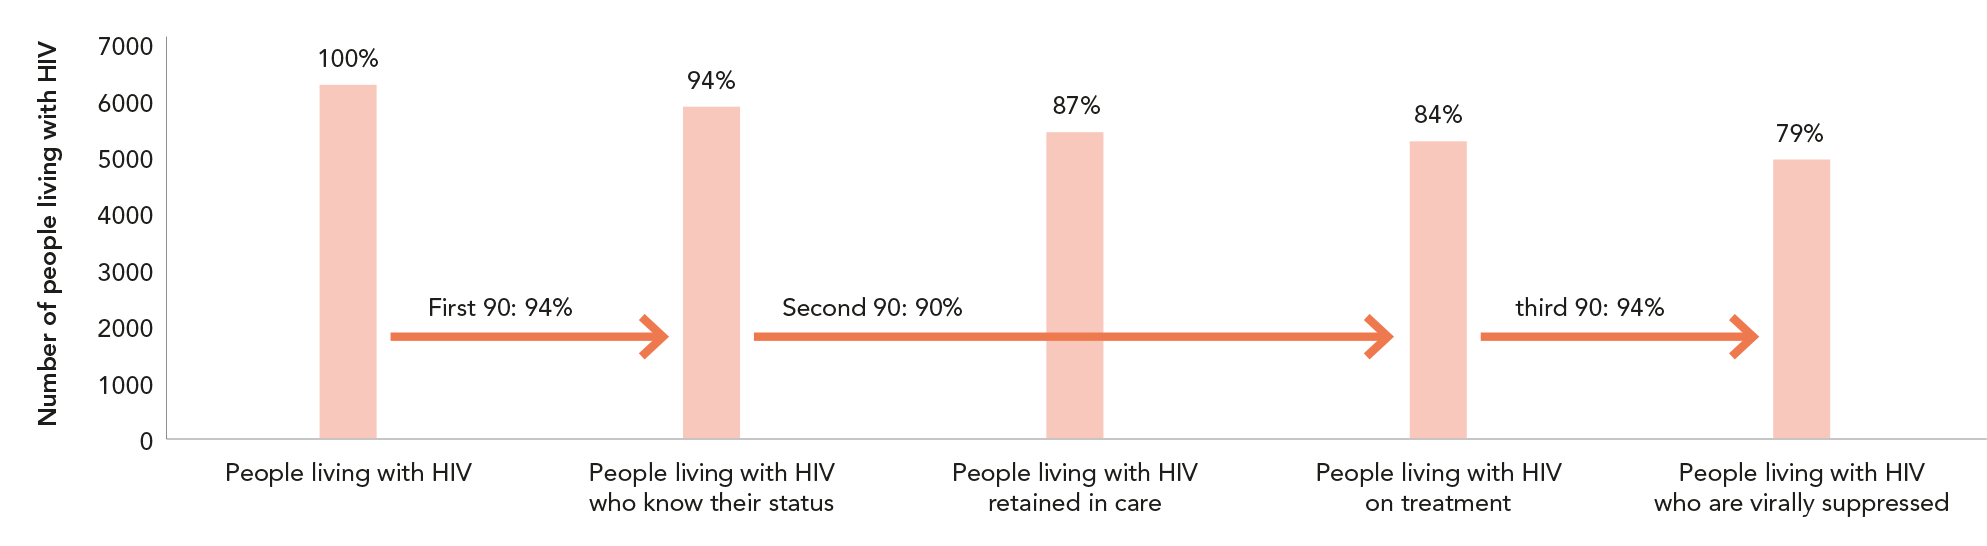 Number of people living with HIV
7000
6000
5000
4000
3000
2000
1000
0
100%
94%
87%
84%
79%
First 90: 94%
Second 90: 90%
third 90: 94%
People living with HIV
People living with HIV
who know their status
People living with HIV
retained in care
People living with HIV
on treatment
People living with HIV
who are virally suppressed